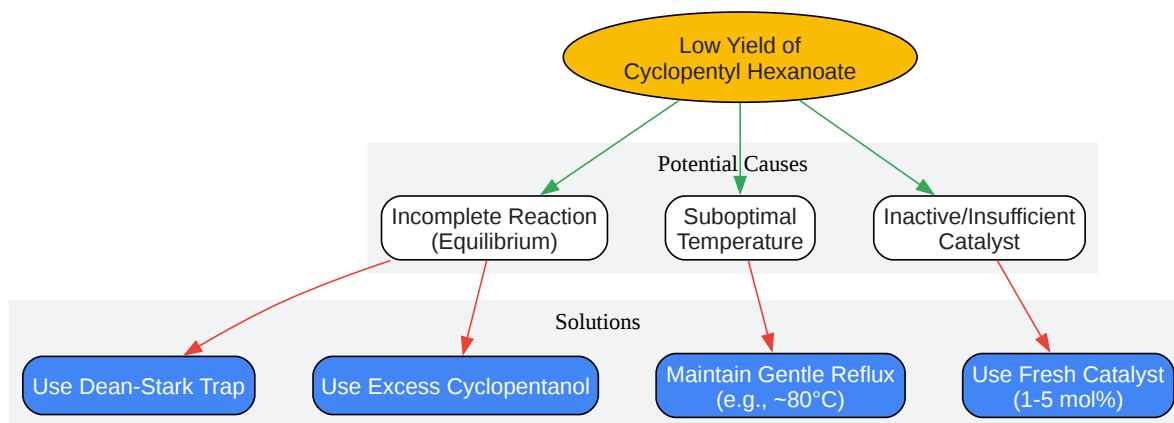 Low Yield of
Cyclopentyl Hexanoate
Potential Causes
Incomplete Reaction
(Equilibrium)
Suboptimal
Temperature
Inactive/Insufficient
Catalyst
Solutions
Use Dean-Stark Trap
Use Excess Cyclopentanol
Maintain Gentle Reflux
(e.g., ~80°C)
Use Fresh Catalyst
(1-5 mol%)